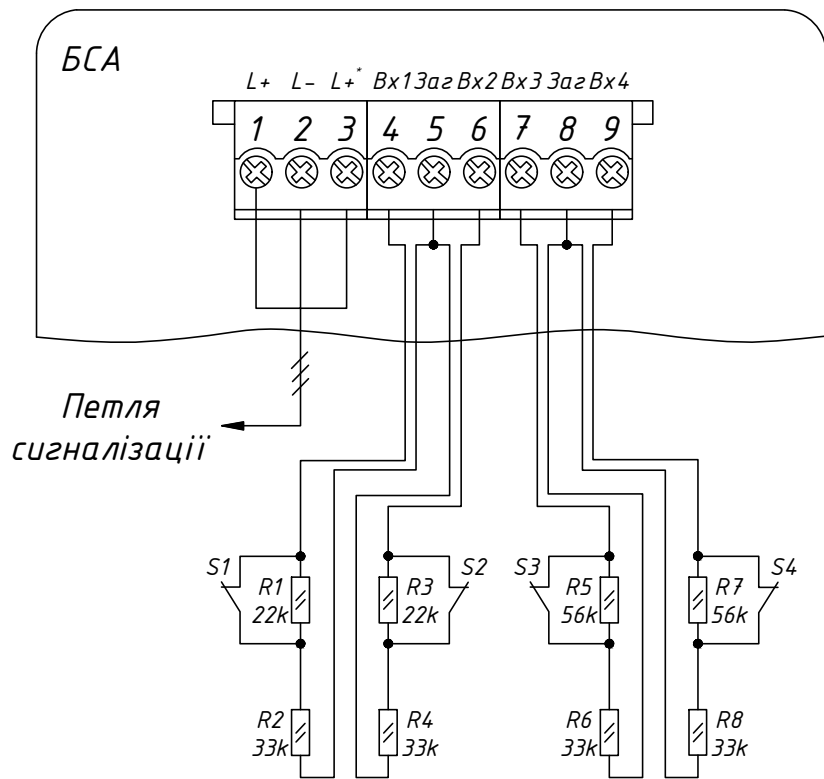 БСА
L+ L- L+* Вх1 Заг Вх2 Вх3 Заг Вх4
1 2 3 4 5 6 7 8 9
Петля
сигналізації
S1 S2 S3 S4
R1 R3 R5 R7
22k 22k 56k 56k
R2 R4 R6 R8
33k 33k 33k 33k